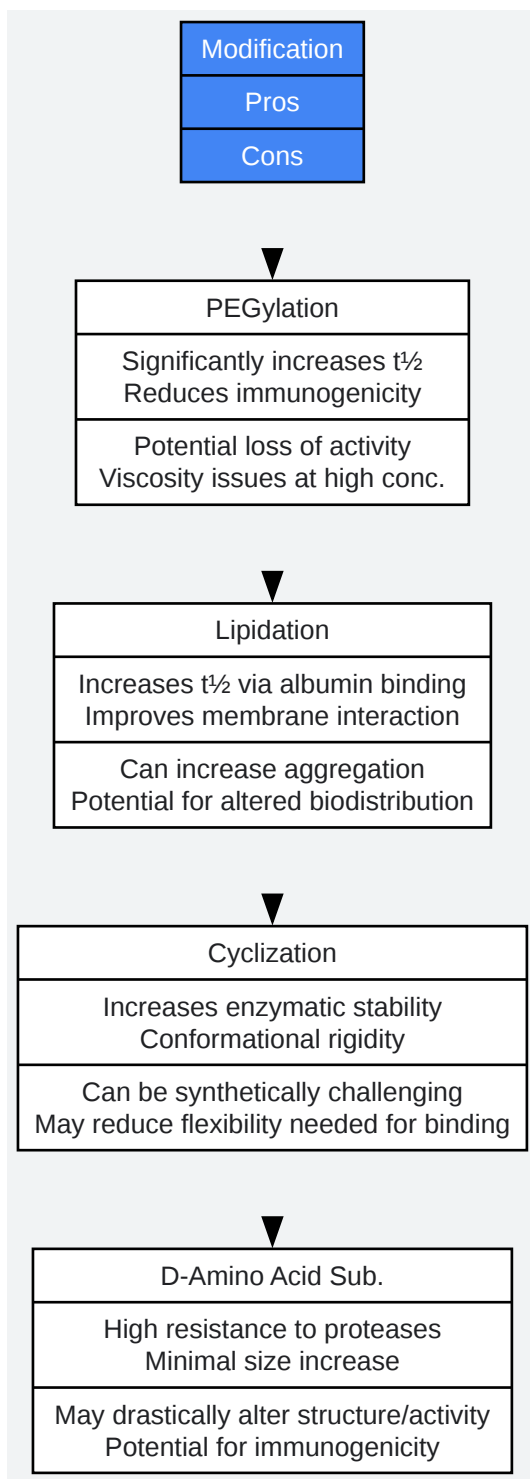 Modification
Pros
Cons
PEGylation
Significantly increases t½
Reduces immunogenicity
Potential loss of activity
Viscosity issues at high conc.
Lipidation
Increases t½ via albumin binding
Improves membrane interaction
Can increase aggregation
Potential for altered biodistribution
Cyclization
Increases enzymatic stability
Conformational rigidity
Can be synthetically challenging
May reduce flexibility needed for binding
D-Amino Acid Sub.
High resistance to proteases
Minimal size increase
May drastically alter structure/activity
Potential for immunogenicity